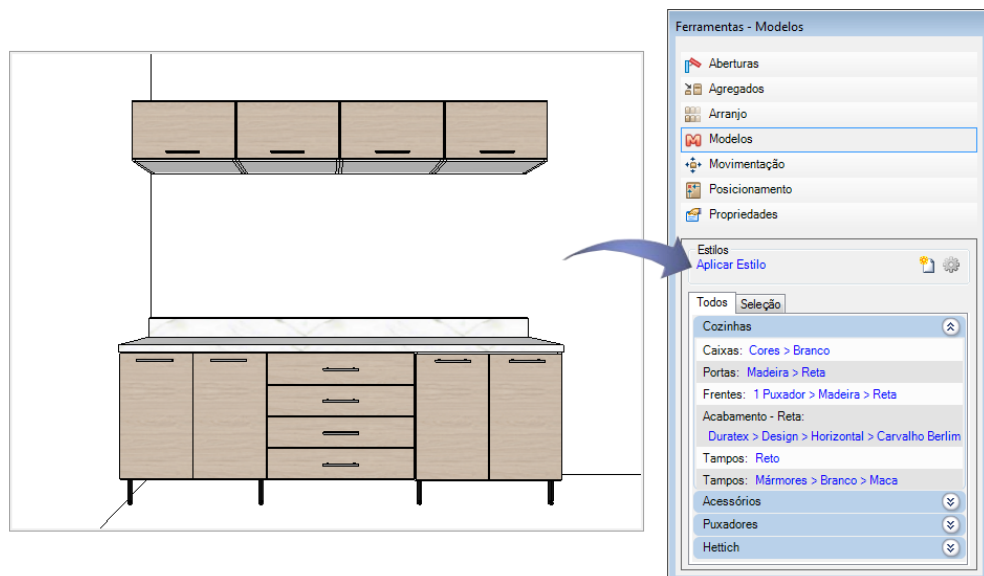 Ferramentas - Modelos
Aberturas
Agregados
Arranjo
Modelos
Movimentação
Posicionamento
Propriedades
Estilos
Aplicar Estilo
Todos Seleção
Cozinhas
Caixas: Cores > Branco
Portas: Madeira > Reta
Frentes: 1 Puxador > Madeira > Reta
Acabamento - Reta:
Duratex > Design > Horizontal > Carvalho Berlim
Tampos: Reto
Tampos: Mármores > Branco > Maca
Acessórios
Puxadores
Hettich